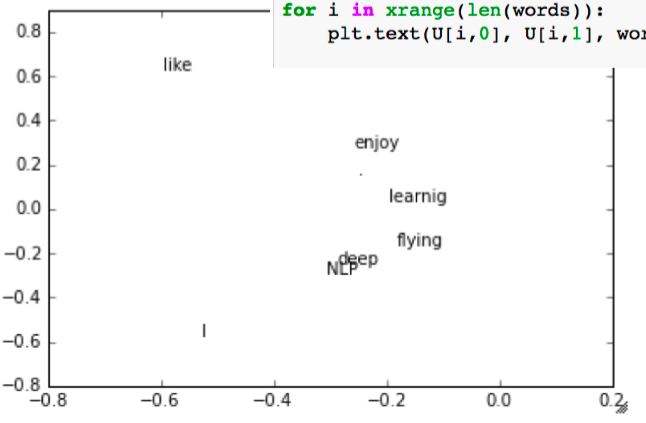 for i in xrange(len(words)):
plt.text(U[i,0], U[i,1], wor
0.8
like
0.6
0.4
enjoy
0.2
.
learnig
0.0
flying
−0.2
deep
NLP
−0.4
I
−0.6
−0.8
−0.8 −0.6 −0.4 −0.2 0.0 0.2